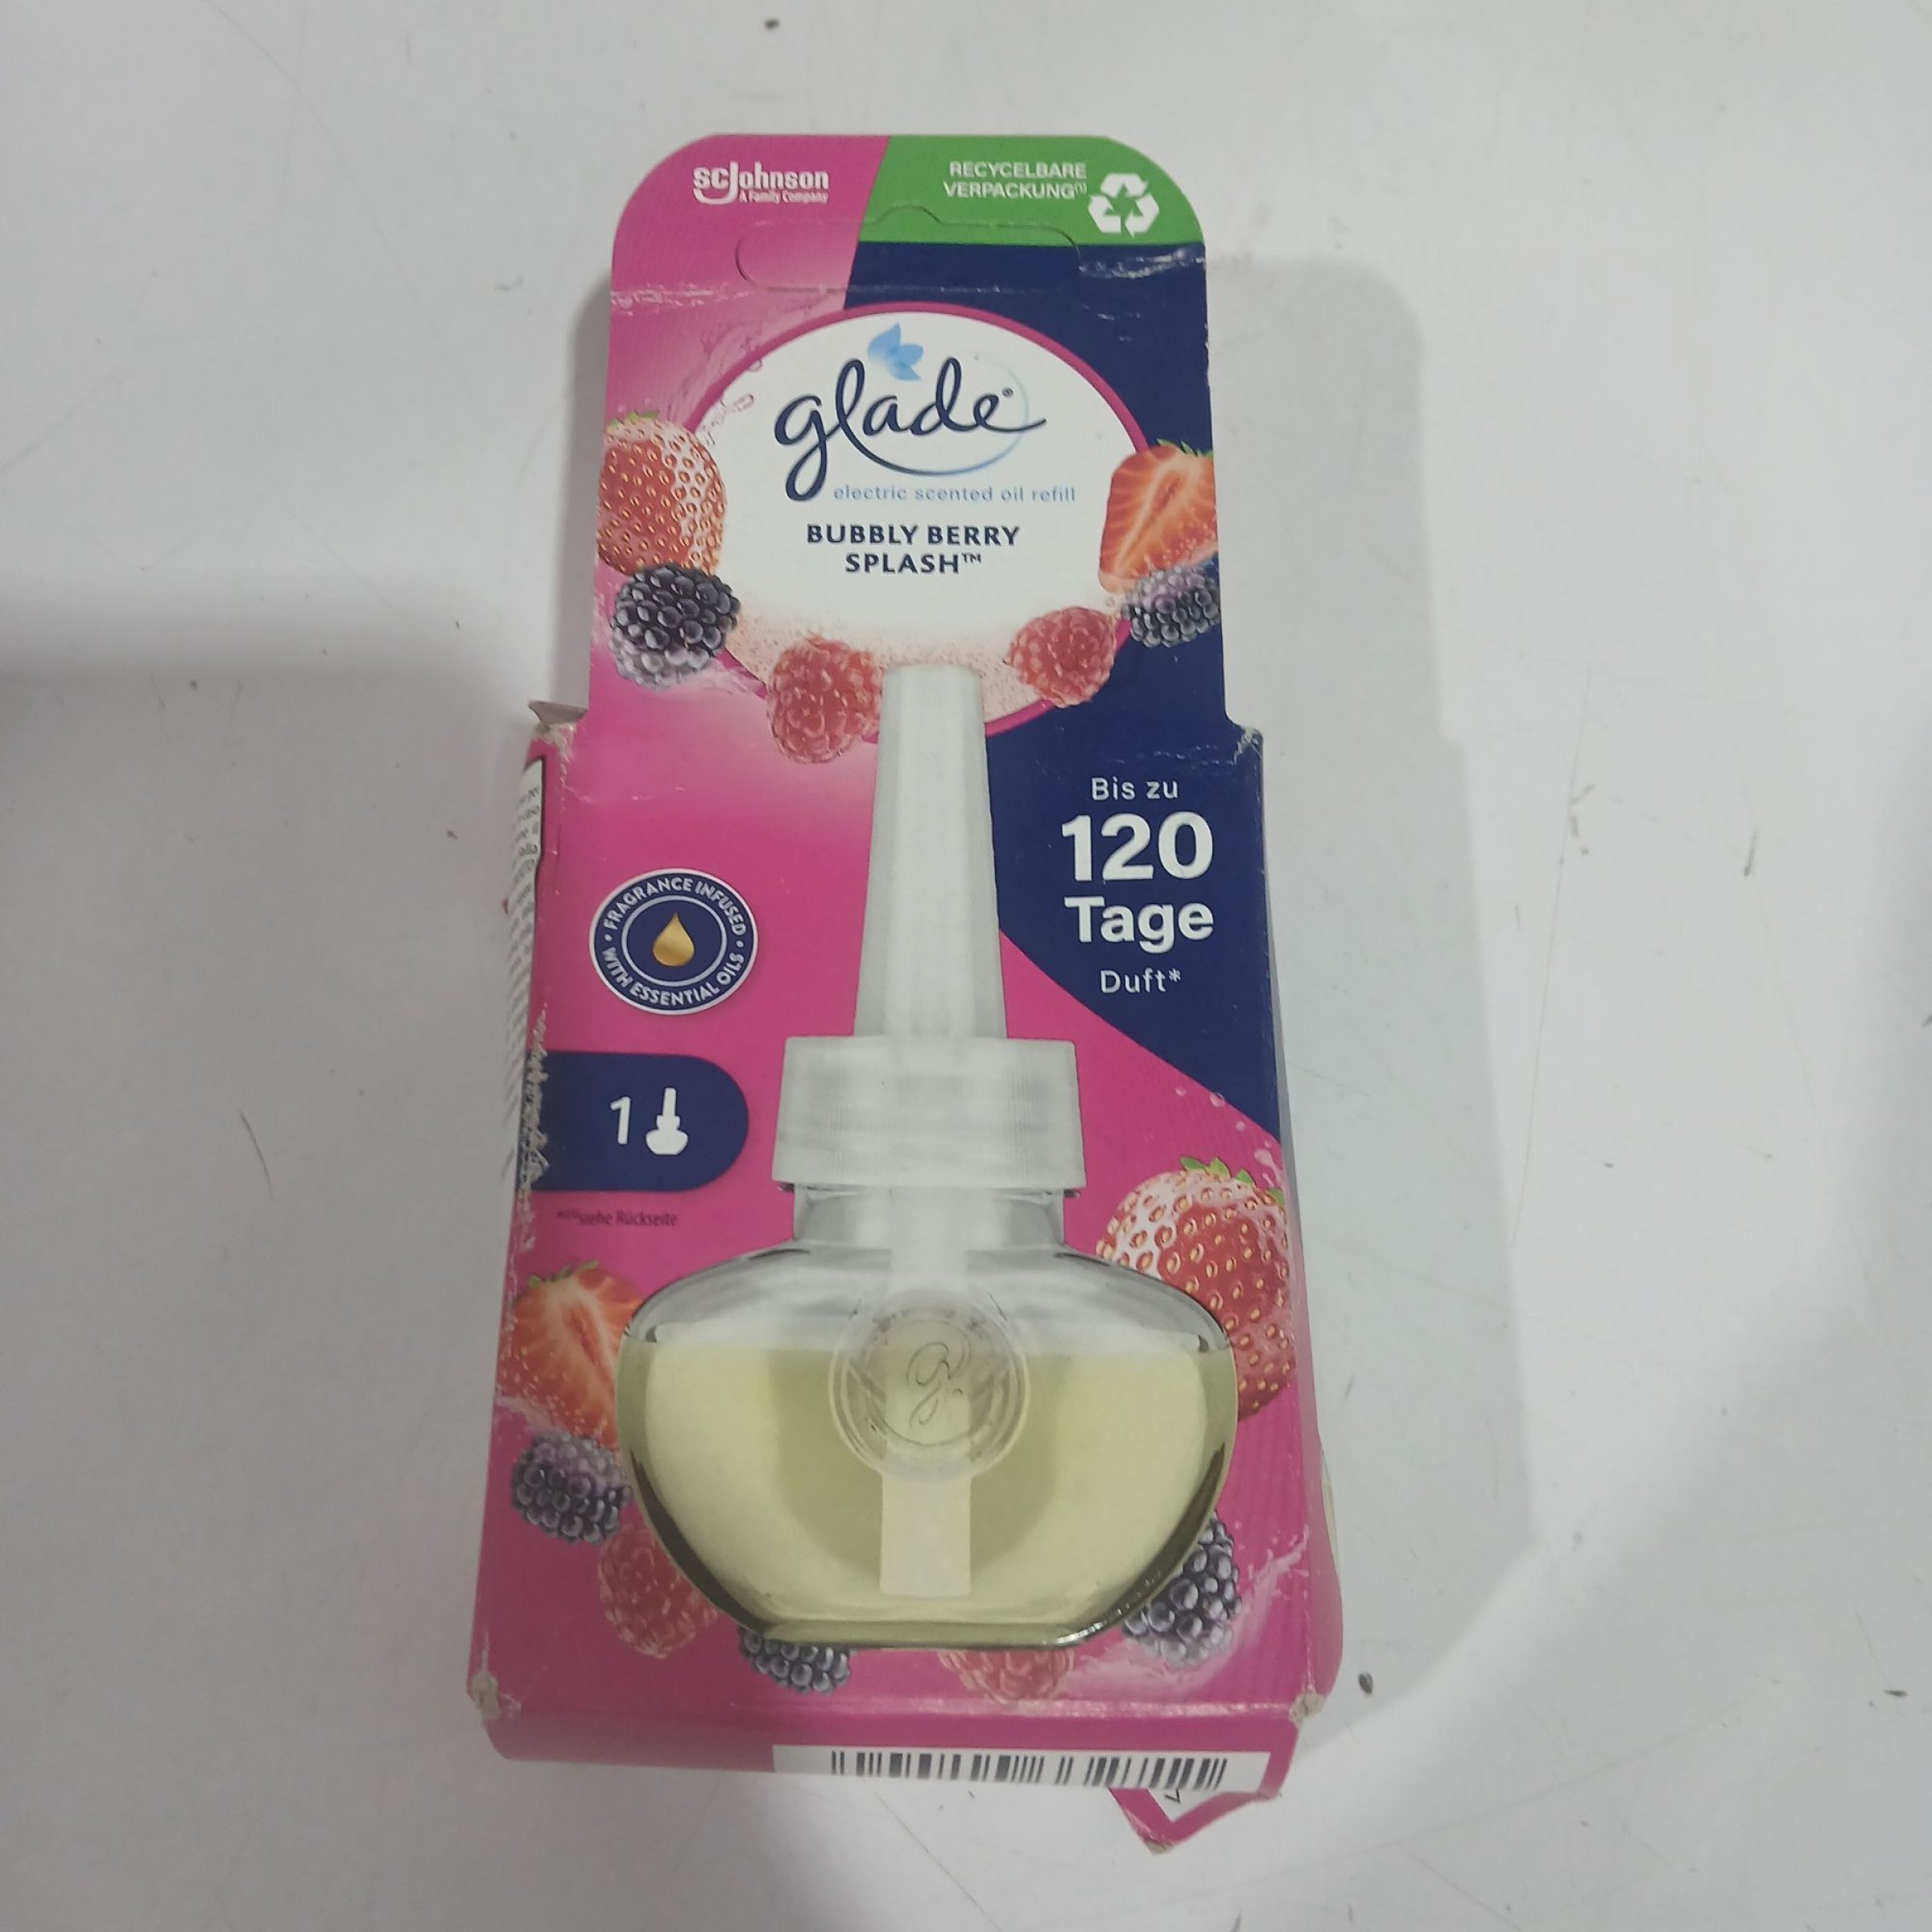 scJohnson
A Family Company
RECYCELBARE
VERPACKUNG⁽¹⁾
glade®
electric scented oil refill
BUBBLY BERRY
SPLASH™
Bis zu
120
Tage
Duft*
FRAGRANCE INFUSED
WITH ESSENTIAL OILS
1
siehe Rückseite
g